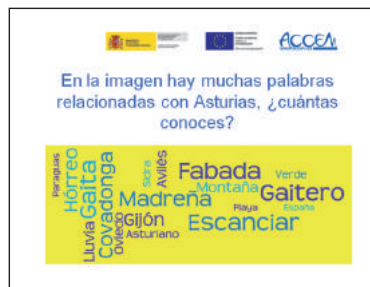 ACCEM
En la imagen hay muchas palabras
relacionadas con Asturias, ¿cuántas
conoces?
Paraguas
Hórreo
Gaita
Lluvia
Covadonga
Oviedo
Sidra
Avilés
Madreña
Gijón
Asturiano
Fabada
Montaña
Verde
Gaitero
Playa
España
Escanciar